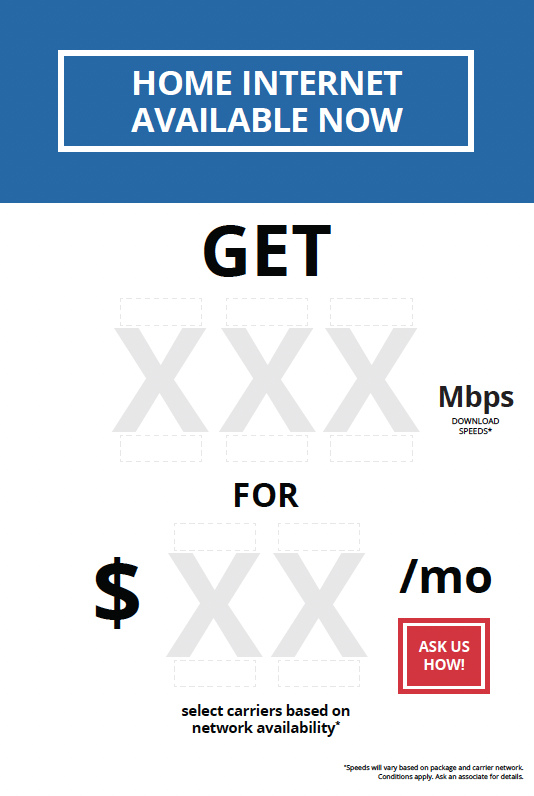 HOME INTERNET
AVAILABLE NOW
GET
XXX
Mbps
DOWNLOAD
SPEEDS*
FOR
$ XX /mo
ASK US
HOW!
select carriers based on
network availability*
*Speeds will vary based on package and carrier network.
Conditions apply. Ask an associate for details.